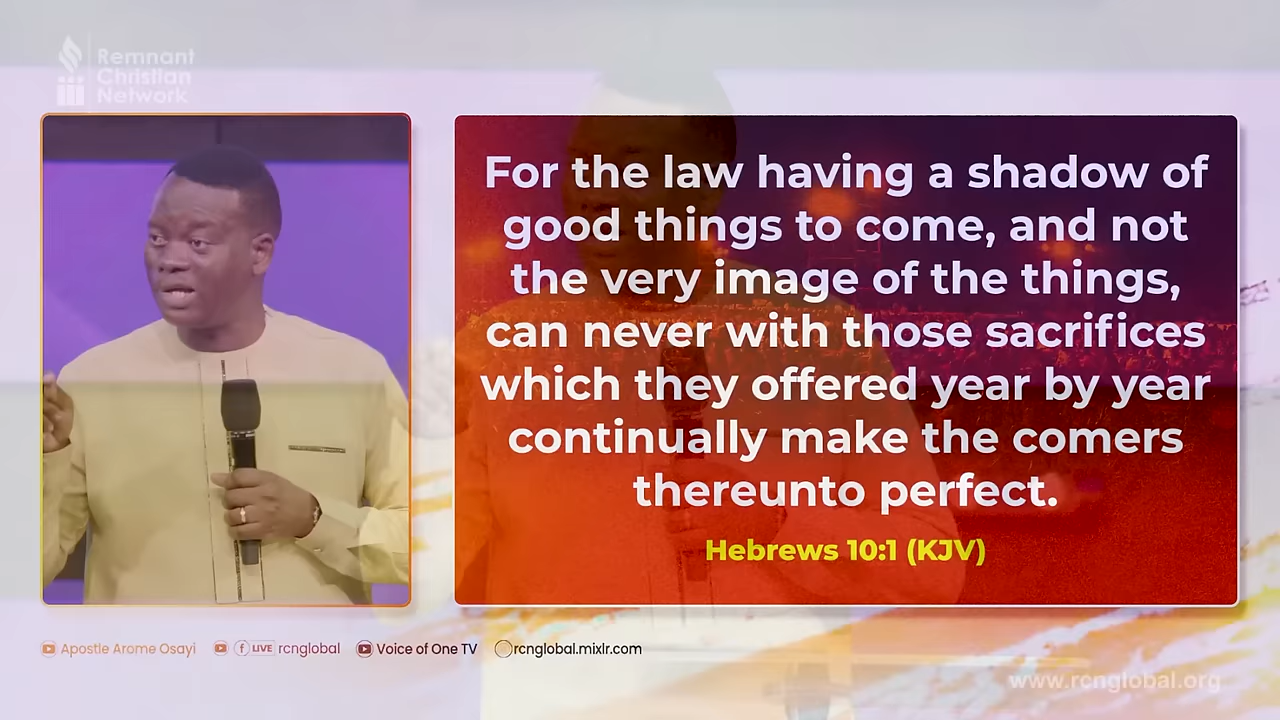 Remnant
Christian
Network
For the law having a shadow of
good things to come, and not
the very image of the things,
can never with those sacrifices
which they offered year by year
continually make the comers
thereunto perfect.
Hebrews 10:1 (KJV)
Apostle Arome Osayi
LIVE rcnglobal
Voice of One TV
rcnglobal.mixlr.com
www.rcnglobal.org